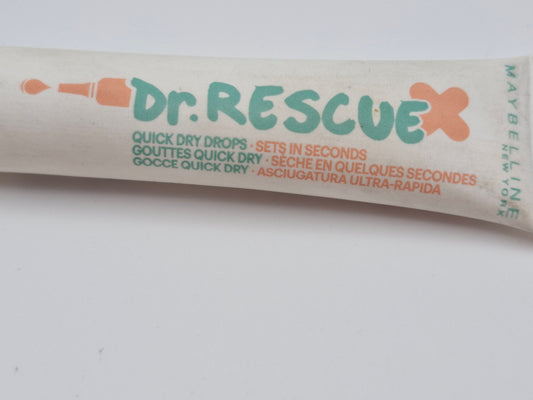 Dr. RESCUE
QUICK DRY DROPS · SETS IN SECONDS
GOUTTES QUICK DRY · SÈCHE EN QUELQUES SECONDES
GOCCE QUICK DRY · ASCIUGATURA ULTRA-RAPIDA
MAYBELLINE
NEW YORK